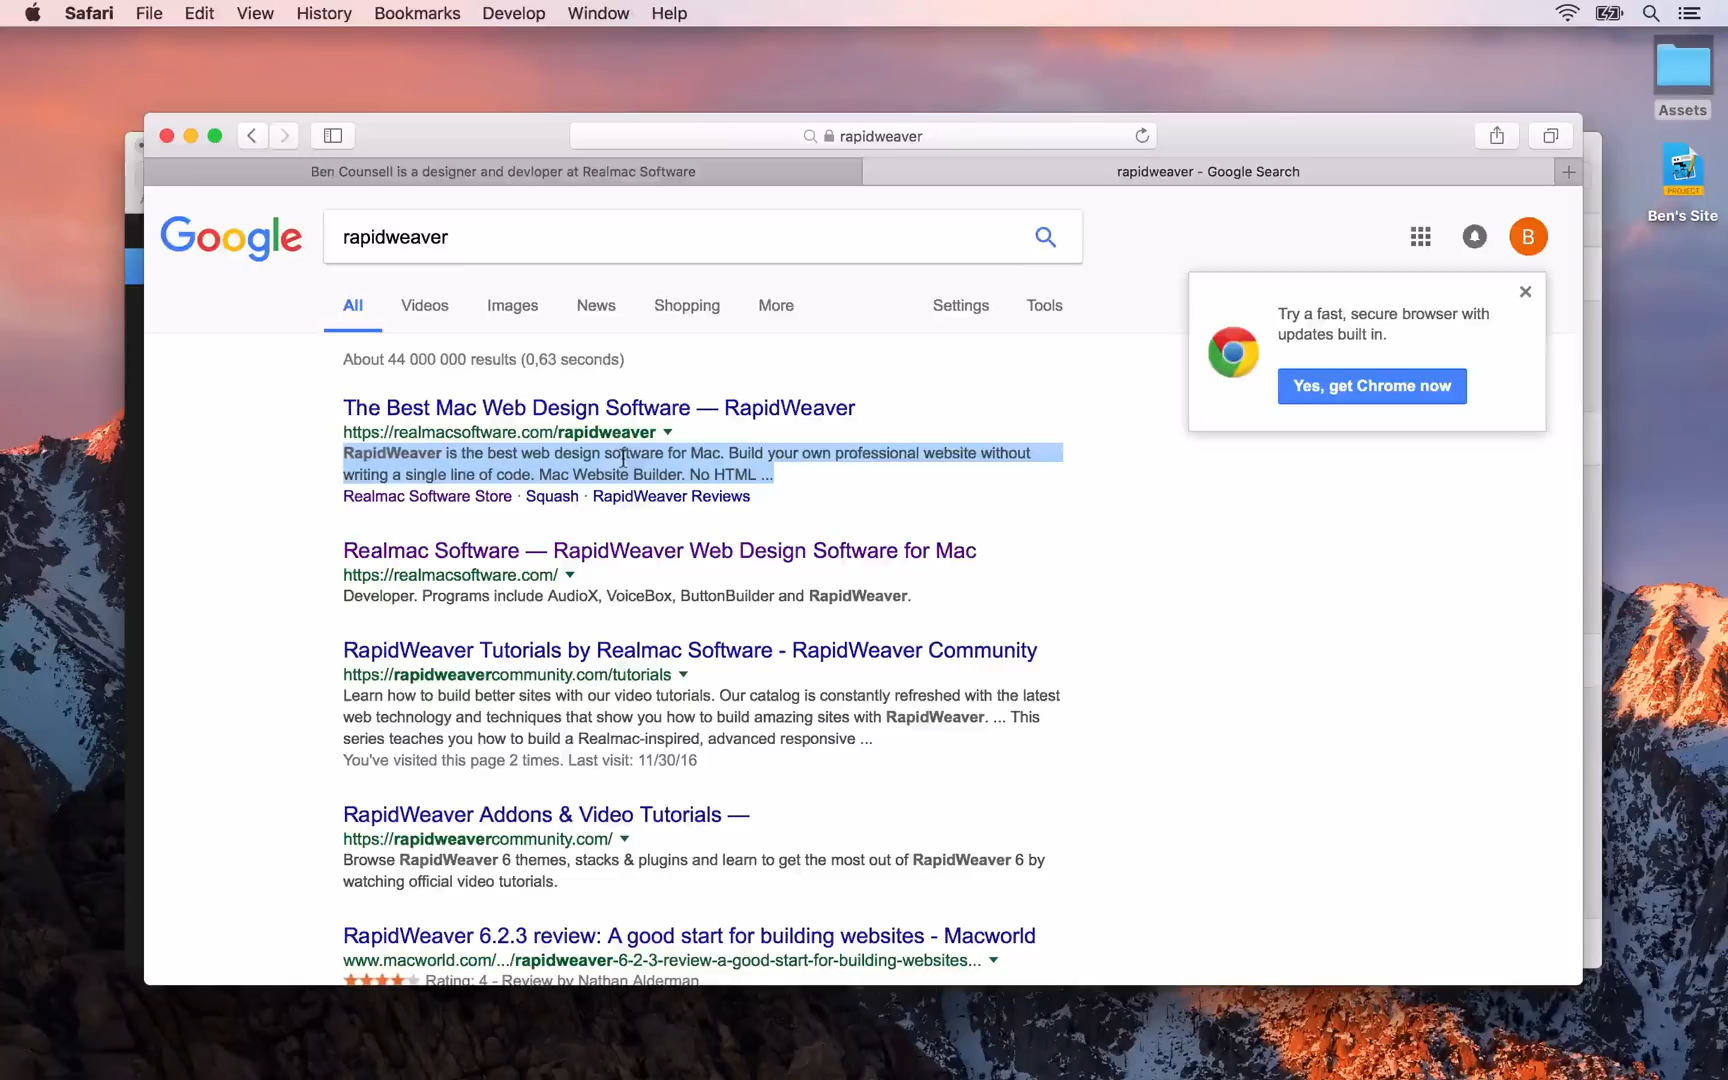 Safari File Edit View History Bookmarks Develop Window Help
Assets
rapidweaver
Ben Counsell is a designer and devloper at Realmac Software
rapidweaver - Google Search
PROJECT
Ben's Site
Google
rapidweaver
B
All Videos Images News Shopping More Settings Tools
Try a fast, secure browser with
updates built in.
Yes, get Chrome now
About 44 000 000 results (0,63 seconds)
The Best Mac Web Design Software — RapidWeaver
https://realmacsoftware.com/rapidweaver
RapidWeaver is the best web design software for Mac. Build your own professional website without
writing a single line of code. Mac Website Builder. No HTML ...
Realmac Software Store · Squash · RapidWeaver Reviews
Realmac Software — RapidWeaver Web Design Software for Mac
https://realmacsoftware.com/
Developer. Programs include AudioX, VoiceBox, ButtonBuilder and RapidWeaver.
RapidWeaver Tutorials by Realmac Software - RapidWeaver Community
https://rapidweavercommunity.com/tutorials
Learn how to build better sites with our video tutorials. Our catalog is constantly refreshed with the latest
web technology and techniques that show you how to build amazing sites with RapidWeaver. ... This
series teaches you how to build a Realmac-inspired, advanced responsive ...
You've visited this page 2 times. Last visit: 11/30/16
RapidWeaver Addons & Video Tutorials —
https://rapidweavercommunity.com/
Browse RapidWeaver 6 themes, stacks & plugins and learn to get the most out of RapidWeaver 6 by
watching official video tutorials.
RapidWeaver 6.2.3 review: A good start for building websites - Macworld
www.macworld.com/.../rapidweaver-6-2-3-review-a-good-start-for-building-websites...
Rating: 4 - Review by Nathan Alderman